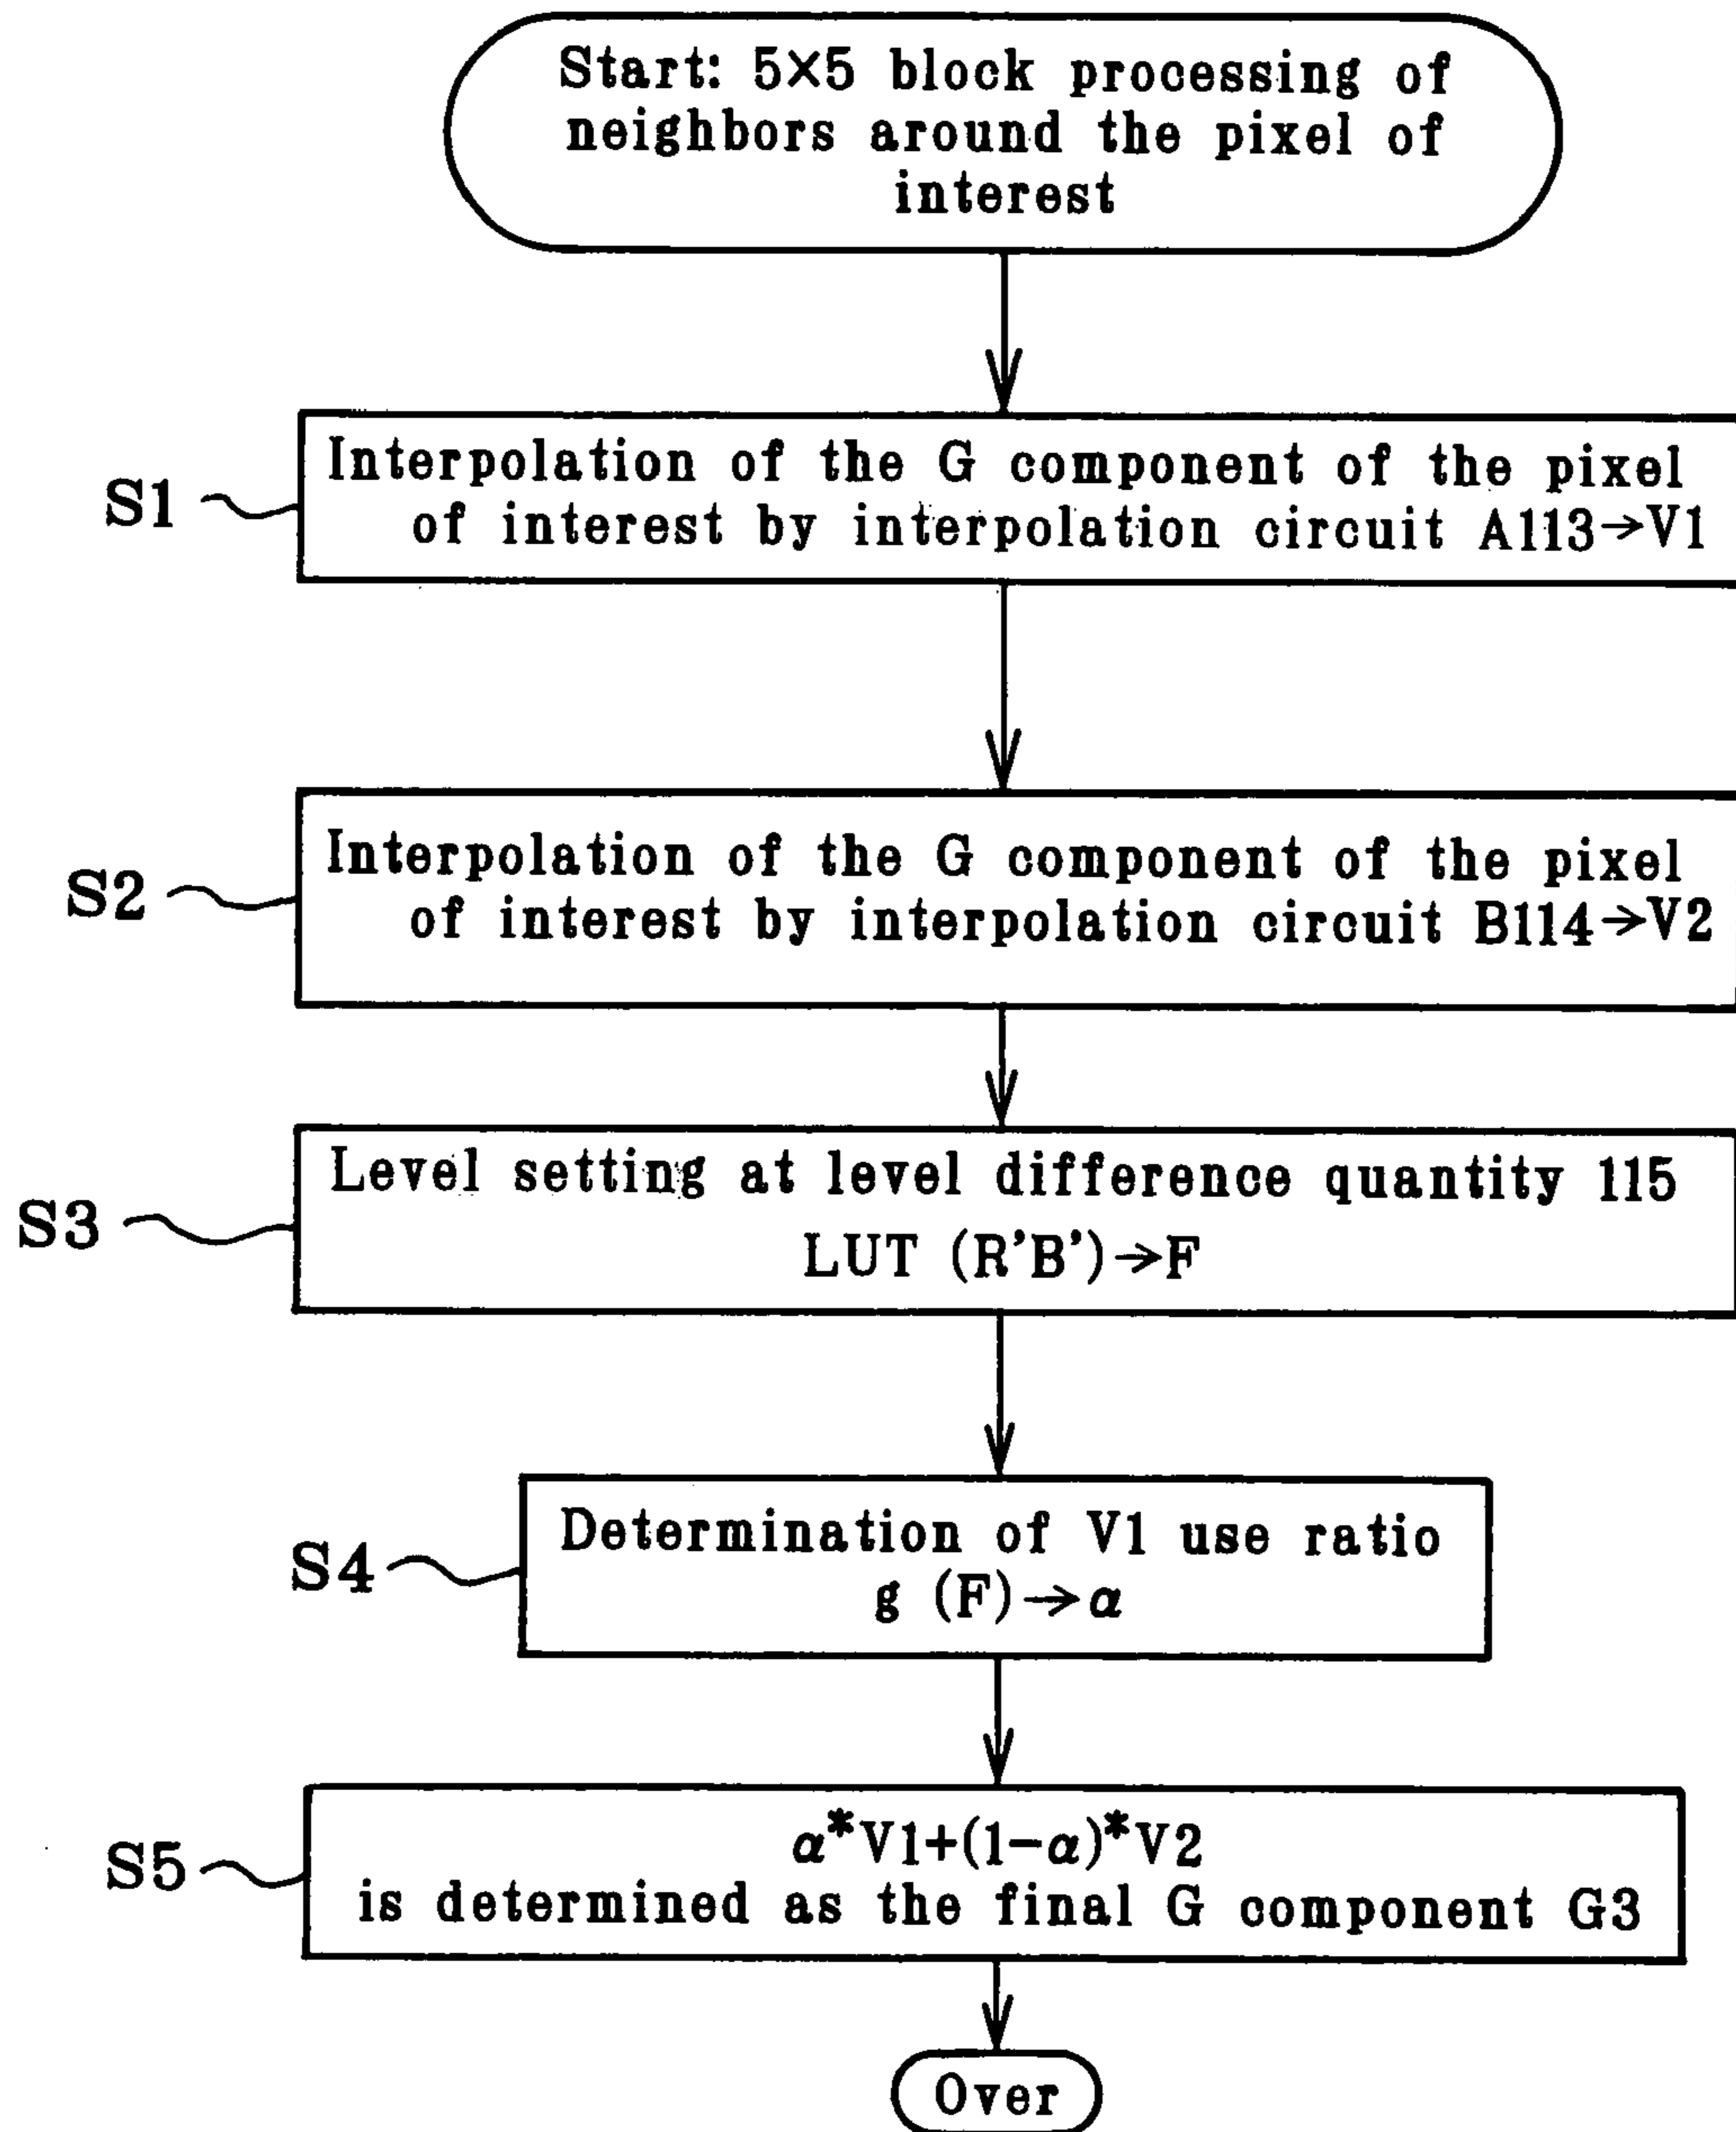 Start: 5×5 block processing of
neighbors around the pixel of
interest
S1
Interpolation of the G component of the pixel
of interest by interpolation circuit A113→V1
S2
Interpolation of the G component of the pixel
of interest by interpolation circuit B114→V2
S3
Level setting at level difference quantity 115
LUT (R'B')→F
S4
Determination of V1 use ratio
g (F)→α
S5
α*V1+(1-α)*V2
is determined as the final G component G3
Over